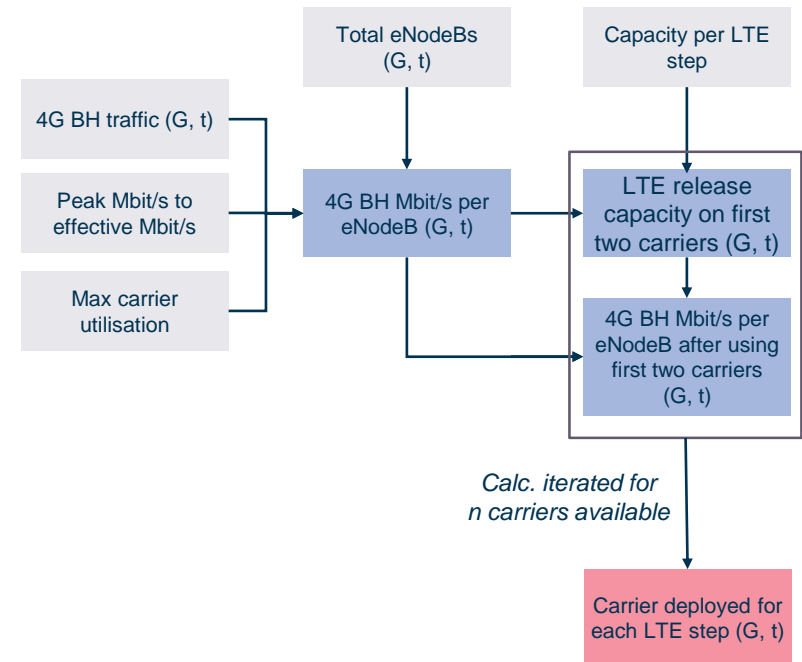 Total eNodeBs
(G, t)
Capacity per LTE
step
4G BH traffic (G, t)
Peak Mbit/s to
effective Mbit/s
Max carrier
utilisation
4G BH Mbit/s per
eNodeB (G, t)
LTE release
capacity on first
two carriers (G, t)
4G BH Mbit/s per
eNodeB after using
first two carriers
(G, t)
Calc. iterated for
n carriers available
Carrier deployed for
each LTE step (G, t)